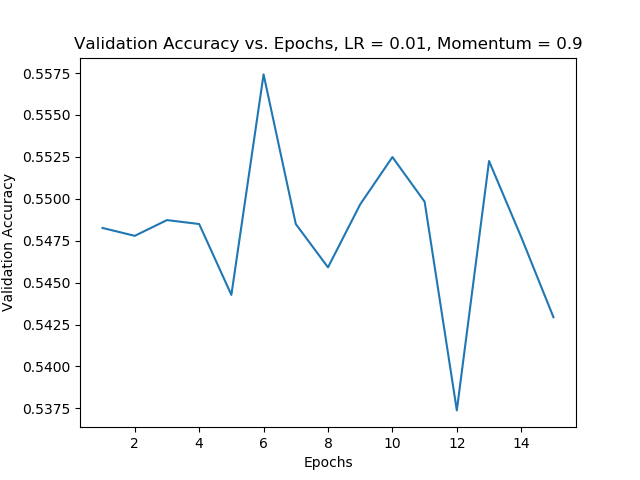 Validation Accuracy vs. Epochs, LR = 0.01, Momentum = 0.9
0.5575
0.5550
0.5525
0.5500
0.5475
0.5450
0.5425
0.5400
0.5375
Validation Accuracy
2 4 6 8 10 12 14
Epochs